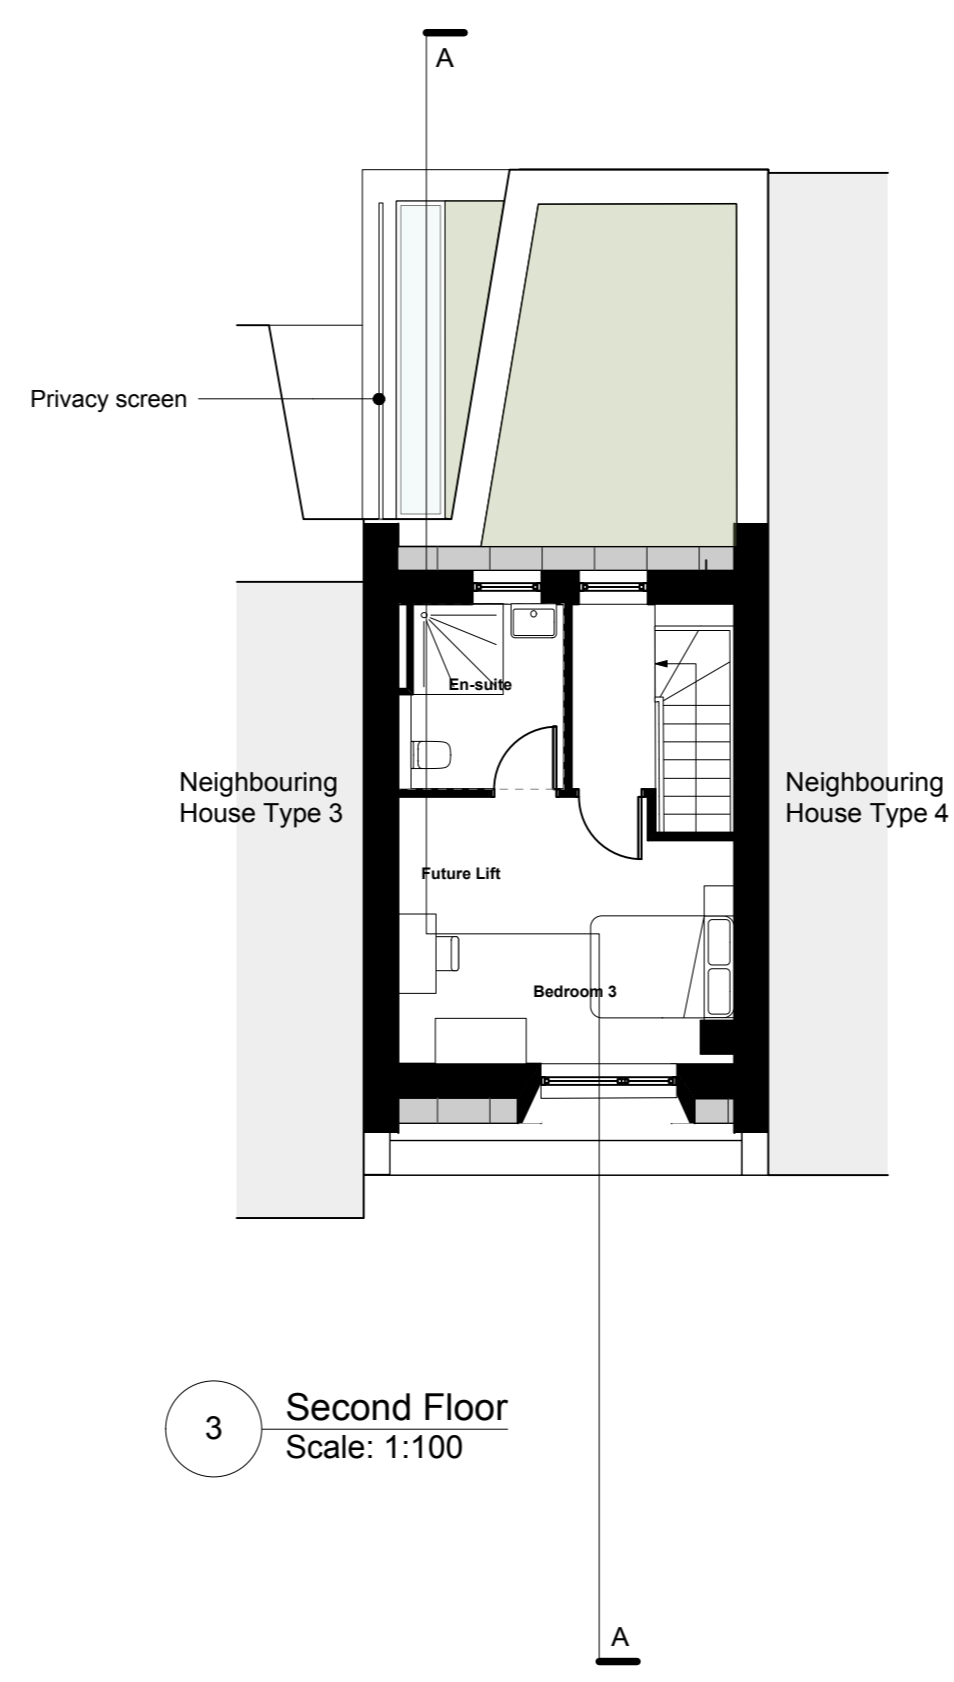 A
Privacy screen
En-suite
Neighbouring
House Type 3
Neighbouring
House Type 4
Future Lift
Bedroom 3
3
Second Floor
Scale: 1:100
A